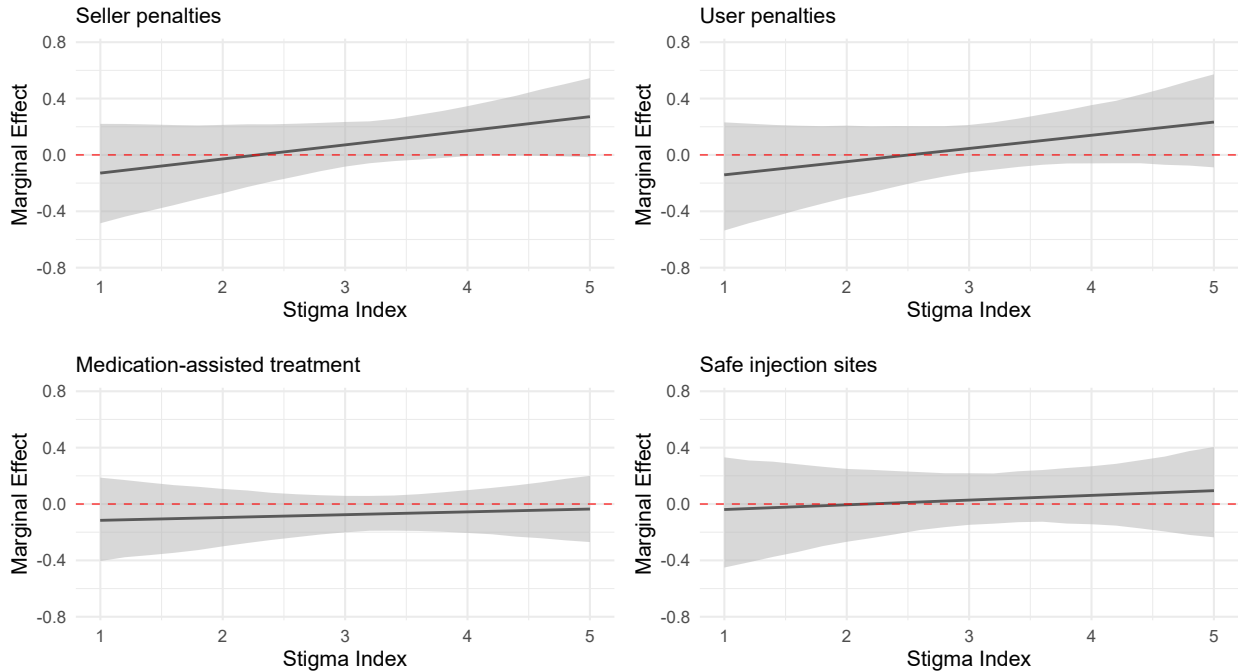 Seller penalties
0.8
0.4
0.0
-0.4
-0.8
Marginal Effect
1 2 3 4 5
Stigma Index
User penalties
0.8
0.4
0.0
-0.4
-0.8
Marginal Effect
1 2 3 4 5
Stigma Index
Medication-assisted treatment
0.8
0.4
0.0
-0.4
-0.8
Marginal Effect
1 2 3 4 5
Stigma Index
Safe injection sites
0.8
0.4
0.0
-0.4
-0.8
Marginal Effect
1 2 3 4 5
Stigma Index